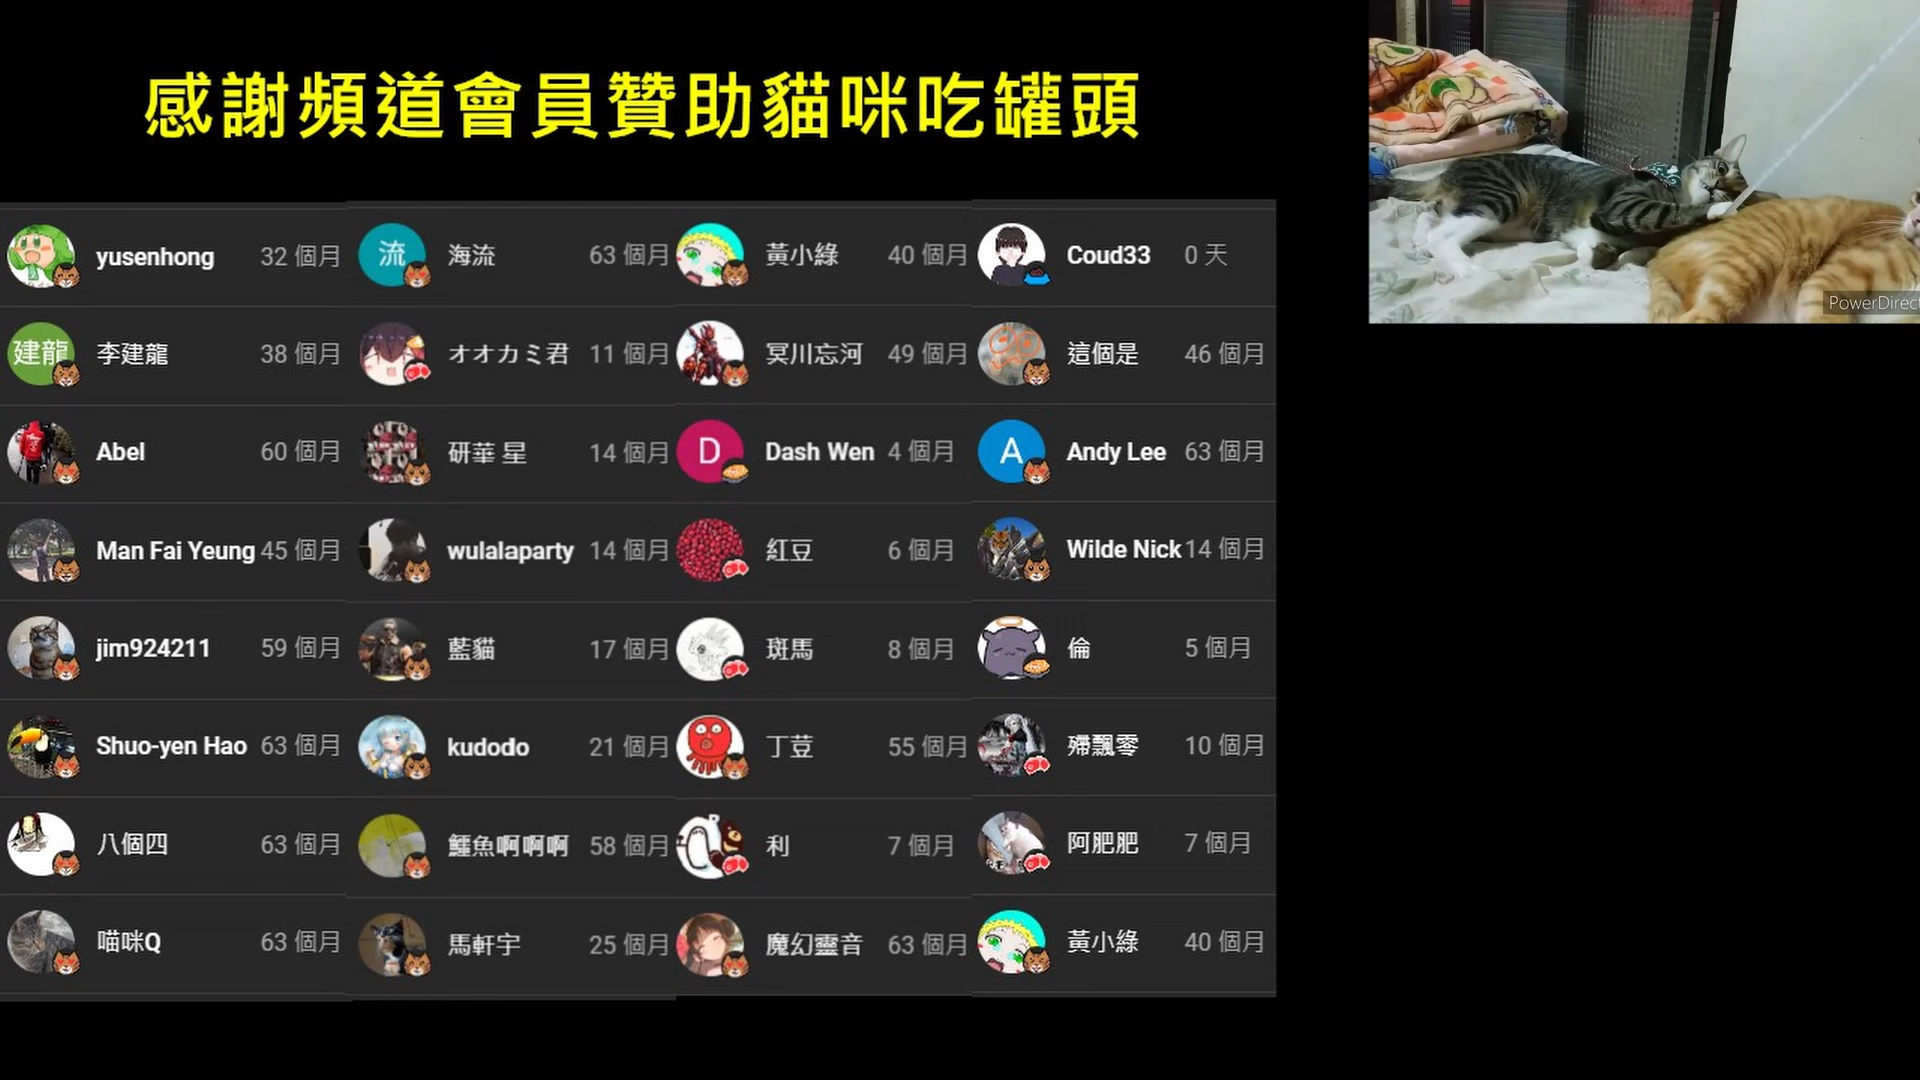 感謝頻道會員贊助貓咪吃罐頭
yusenhong 32 個月 流 海流 63 個月 黃小綠 40 個月 Coud33 0 天
建龍 李建龍 38 個月 オオカミ君 11 個月 冥川忘河 49 個月 這個是 46 個月
Abel 60 個月 研華 星 14 個月 D Dash Wen 4 個月 A Andy Lee 63 個月
Man Fai Yeung 45 個月 wulalaparty 14 個月 紅豆 6 個月 Wilde Nick 14 個月
jim924211 59 個月 藍貓 17 個月 斑馬 8 個月 倫 5 個月
Shuo-yen Hao 63 個月 kudodo 21 個月 丁荳 55 個月 殢飄零 10 個月
八個四 63 個月 鱷魚啊啊啊 58 個月 利 7 個月 阿肥肥 7 個月
喵咪Q 63 個月 馬軒宇 25 個月 魔幻靈音 63 個月 黃小綠 40 個月
PowerDirect